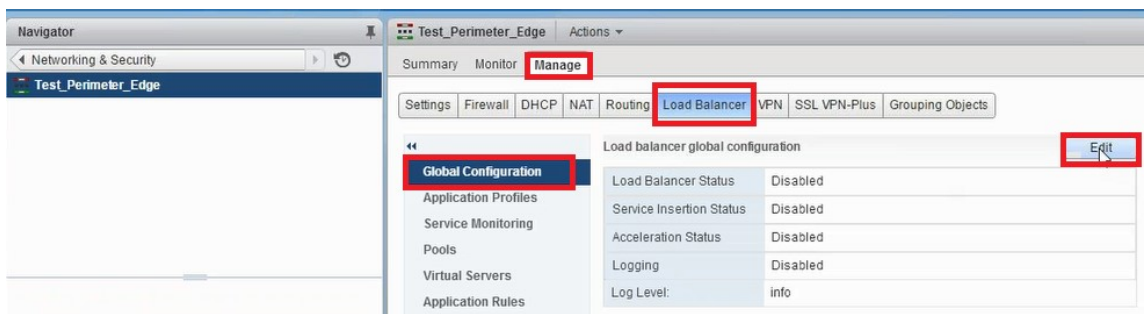 Navigator
Networking & Security
Test_Perimeter_Edge
Test_Perimeter_Edge Actions
Summary Monitor Manage
Settings Firewall DHCP NAT Routing Load Balancer VPN SSL VPN-Plus Grouping Objects
Global Configuration
Application Profiles
Service Monitoring
Pools
Virtual Servers
Application Rules
Load balancer global configuration Edit
Load Balancer Status Disabled
Service Insertion Status Disabled
Acceleration Status Disabled
Logging Disabled
Log Level: info